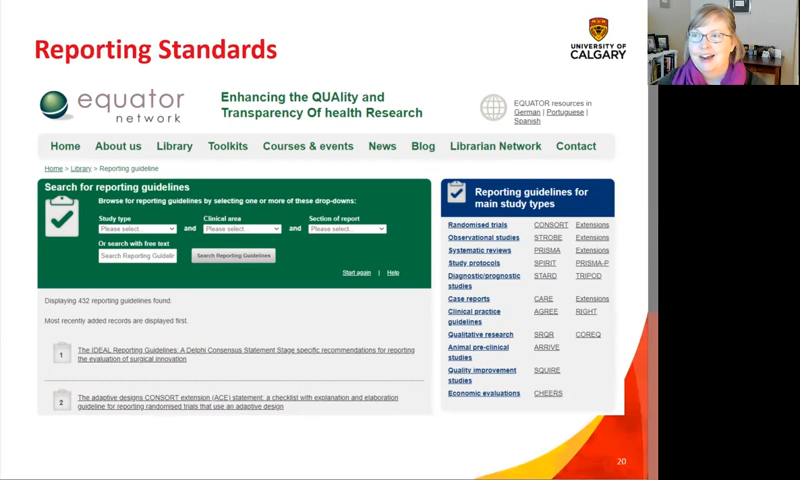 Reporting Standards
UNIVERSITY OF
CALGARY
equator
network
Enhancing the QUAlity and
Transparency Of health Research
EQUATOR resources in
German | Portuguese |
Spanish
Home About us Library Toolkits Courses & events News Blog Librarian Network Contact
Home > Library > Reporting guideline
Search for reporting guidelines
Browse for reporting guidelines by selecting one or more of these drop-downs:
Study type Clinical area Section of report
Please select... and Please select... and Please select...
Or search with free text
Search Reporting Guidelin Search Reporting Guidelines
Start again | Help
Displaying 432 reporting guidelines found.
Most recently added records are displayed first.
1 The IDEAL Reporting Guidelines: A Delphi Consensus Statement Stage specific recommendations for reporting
the evaluation of surgical innovation
2 The adaptive designs CONSORT extension (ACE) statement: a checklist with explanation and elaboration
guideline for reporting randomised trials that use an adaptive design
Reporting guidelines for
main study types
Randomised trials CONSORT Extensions
Observational studies STROBE Extensions
Systematic reviews PRISMA Extensions
Study protocols SPIRIT PRISMA-P
Diagnostic/prognostic STARD TRIPOD
studies
Case reports CARE Extensions
Clinical practice AGREE RIGHT
guidelines
Qualitative research SRQR COREQ
Animal pre-clinical ARRIVE
studies
Quality improvement SQUIRE
studies
Economic evaluations CHEERS
20